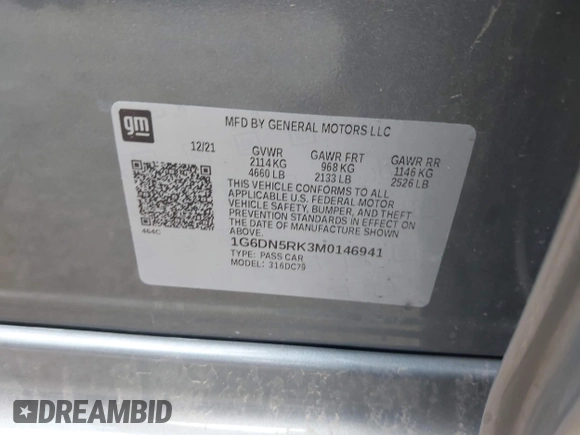 gm
MFD BY GENERAL MOTORS LLC
12/21 GVWR GAWR FRT GAWR RR
2114 KG 968 KG 1146 KG
4660 LB 2133 LB 2526 LB
THIS VEHICLE CONFORMS TO ALL
APPLICABLE U.S. FEDERAL MOTOR
VEHICLE SAFETY, BUMPER, AND THEFT
PREVENTION STANDARDS IN EFFECT ON
THE DATE OF MANUFACTURE SHOWN
ABOVE.
464C
1G6DN5RK3M0146941
TYPE: PASS CAR
MODEL: 316DC79
DREAMBID